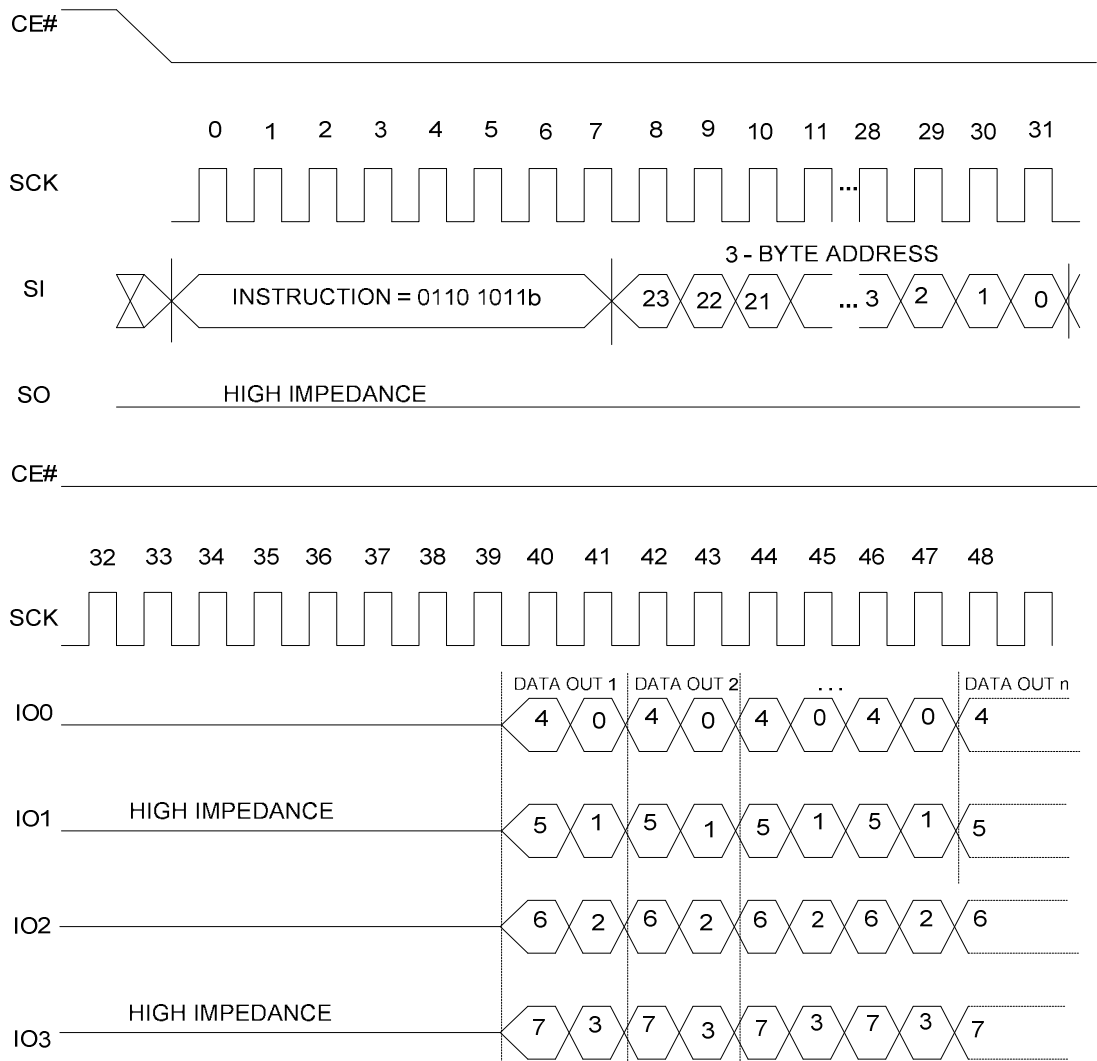 CE#
0 1 2 3 4 5 6 7 8 9 10 11 28 29 30 31
SCK ...
3 - BYTE ADDRESS
SI INSTRUCTION = 0110 1011b 23 22 21 ... 3 2 1 0
SO HIGH IMPEDANCE
CE#
32 33 34 35 36 37 38 39 40 41 42 43 44 45 46 47 48
SCK
DATA OUT 1 DATA OUT 2 ... DATA OUT n
IO0 4 0 4 0 4 0 4 0 4
IO1 HIGH IMPEDANCE 5 1 5 1 5 1 5 1 5
IO2 6 2 6 2 6 2 6 2 6
IO3 HIGH IMPEDANCE 7 3 7 3 7 3 7 3 7